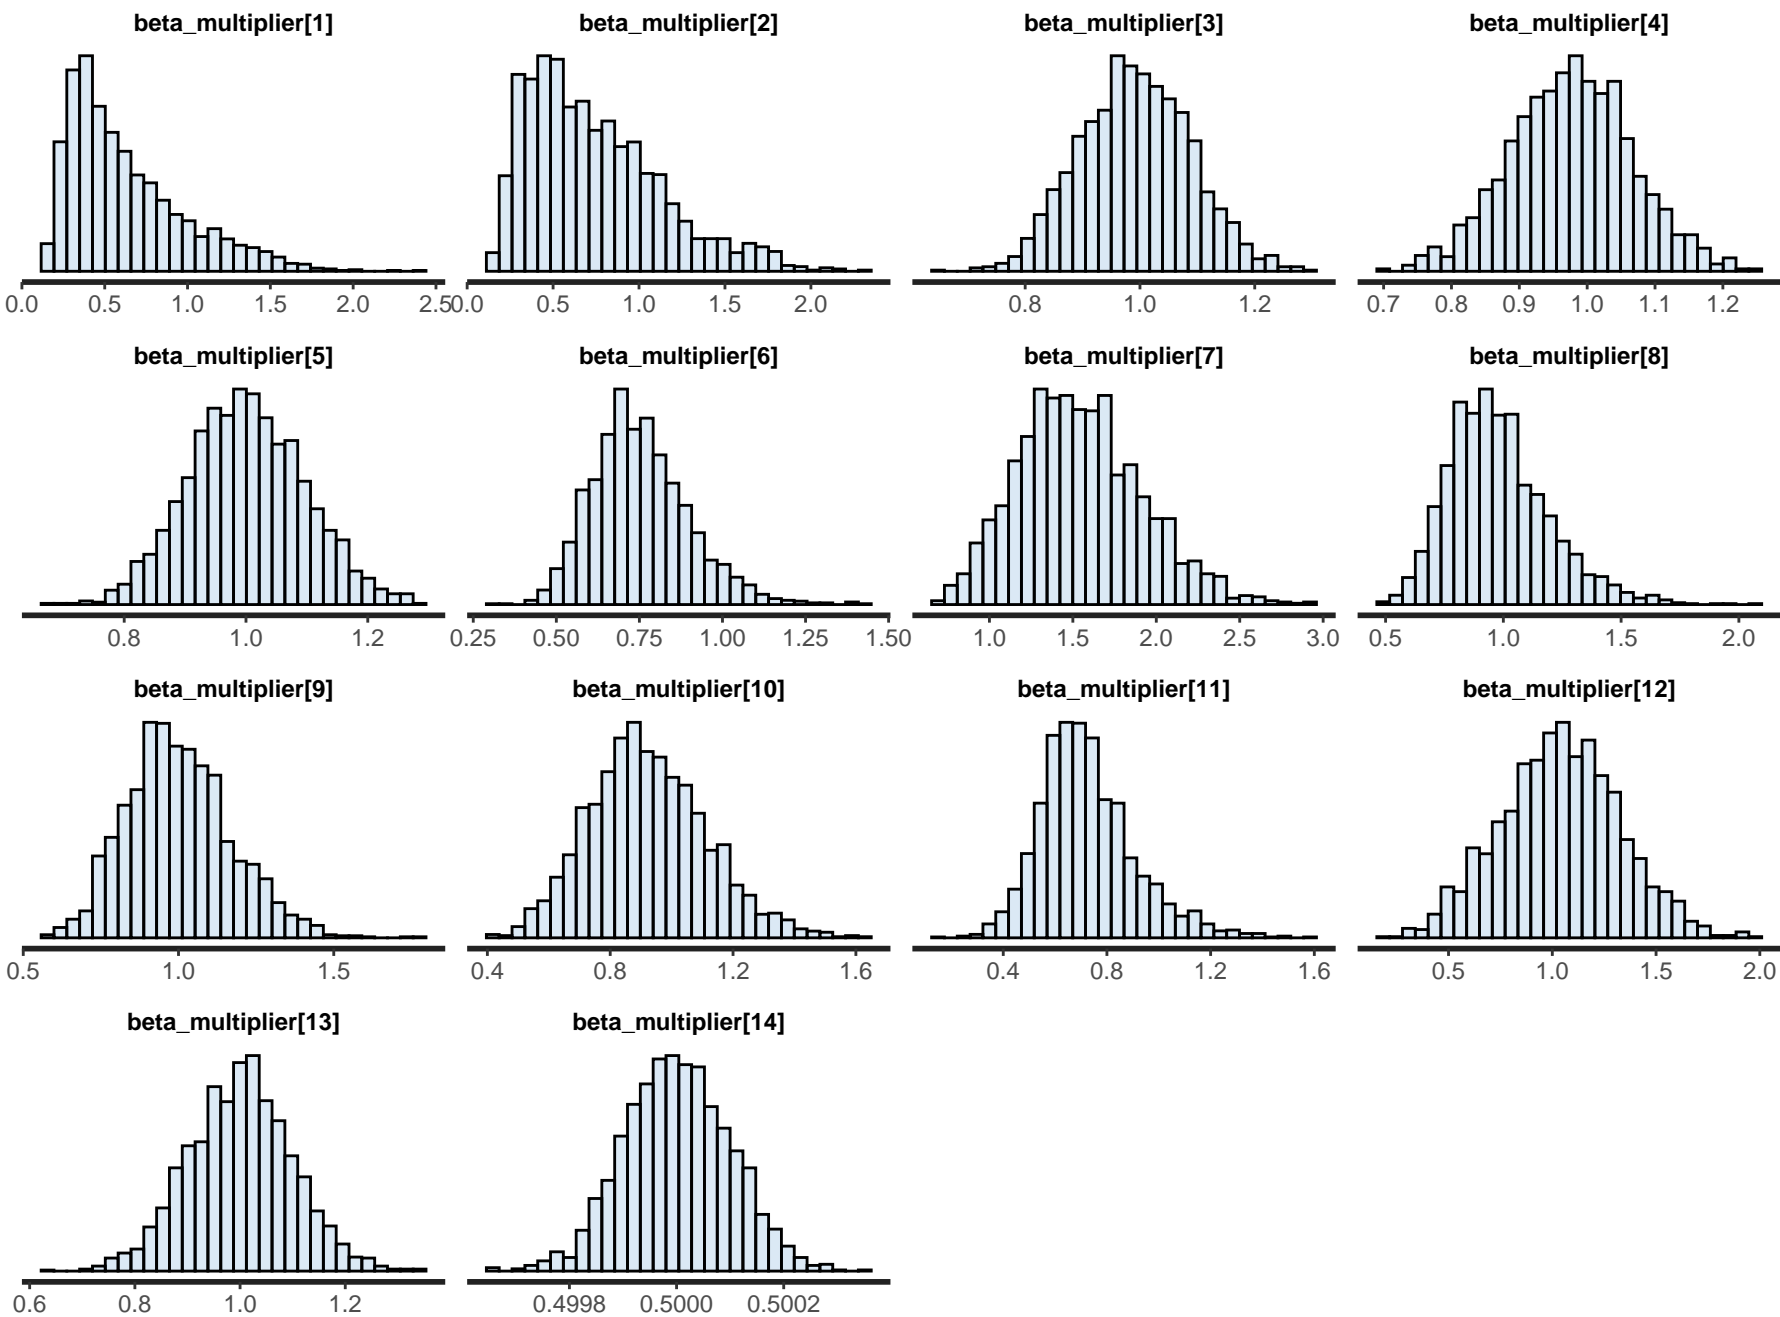 beta_multiplier[1] beta_multiplier[2] beta_multiplier[3] beta_multiplier[4]
0.0 0.5 1.0 1.5 2.0 2.5 0.0 0.5 1.0 1.5 2.0 0.8 1.0 1.2 0.7 0.8 0.9 1.0 1.1 1.2
beta_multiplier[5] beta_multiplier[6] beta_multiplier[7] beta_multiplier[8]
0.8 1.0 1.2 0.25 0.50 0.75 1.00 1.25 1.50 1.0 1.5 2.0 2.5 3.0 0.5 1.0 1.5 2.0
beta_multiplier[9] beta_multiplier[10] beta_multiplier[11] beta_multiplier[12]
0.5 1.0 1.5 0.4 0.8 1.2 1.6 0.4 0.8 1.2 1.6 0.5 1.0 1.5 2.0
beta_multiplier[13] beta_multiplier[14]
0.6 0.8 1.0 1.2 0.4998 0.5000 0.5002